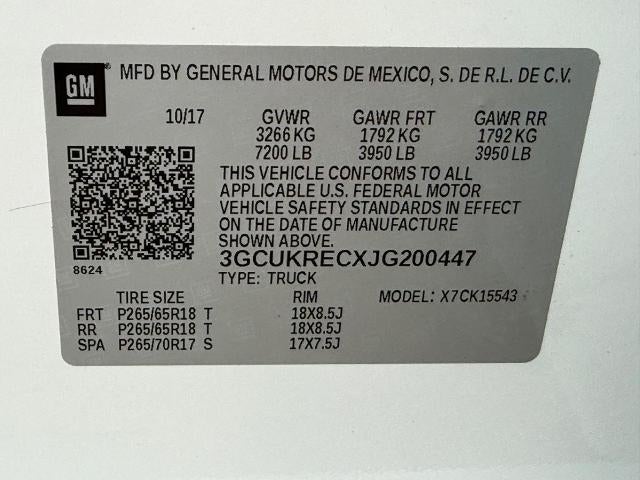 GM
MFD BY GENERAL MOTORS DE MEXICO, S. DE R.L. DE C.V.
10/17 GVWR GAWR FRT GAWR RR
3266 KG 1792 KG 1792 KG
7200 LB 3950 LB 3950 LB
THIS VEHICLE CONFORMS TO ALL
APPLICABLE U.S. FEDERAL MOTOR
VEHICLE SAFETY STANDARDS IN EFFECT
ON THE DATE OF MANUFACTURE
SHOWN ABOVE.
8624
3GCUKRECXJG200447
TYPE: TRUCK
TIRE SIZE RIM MODEL: X7CK15543
FRT P265/65R18 T 18X8.5J
RR P265/65R18 T 18X8.5J
SPA P265/70R17 S 17X7.5J